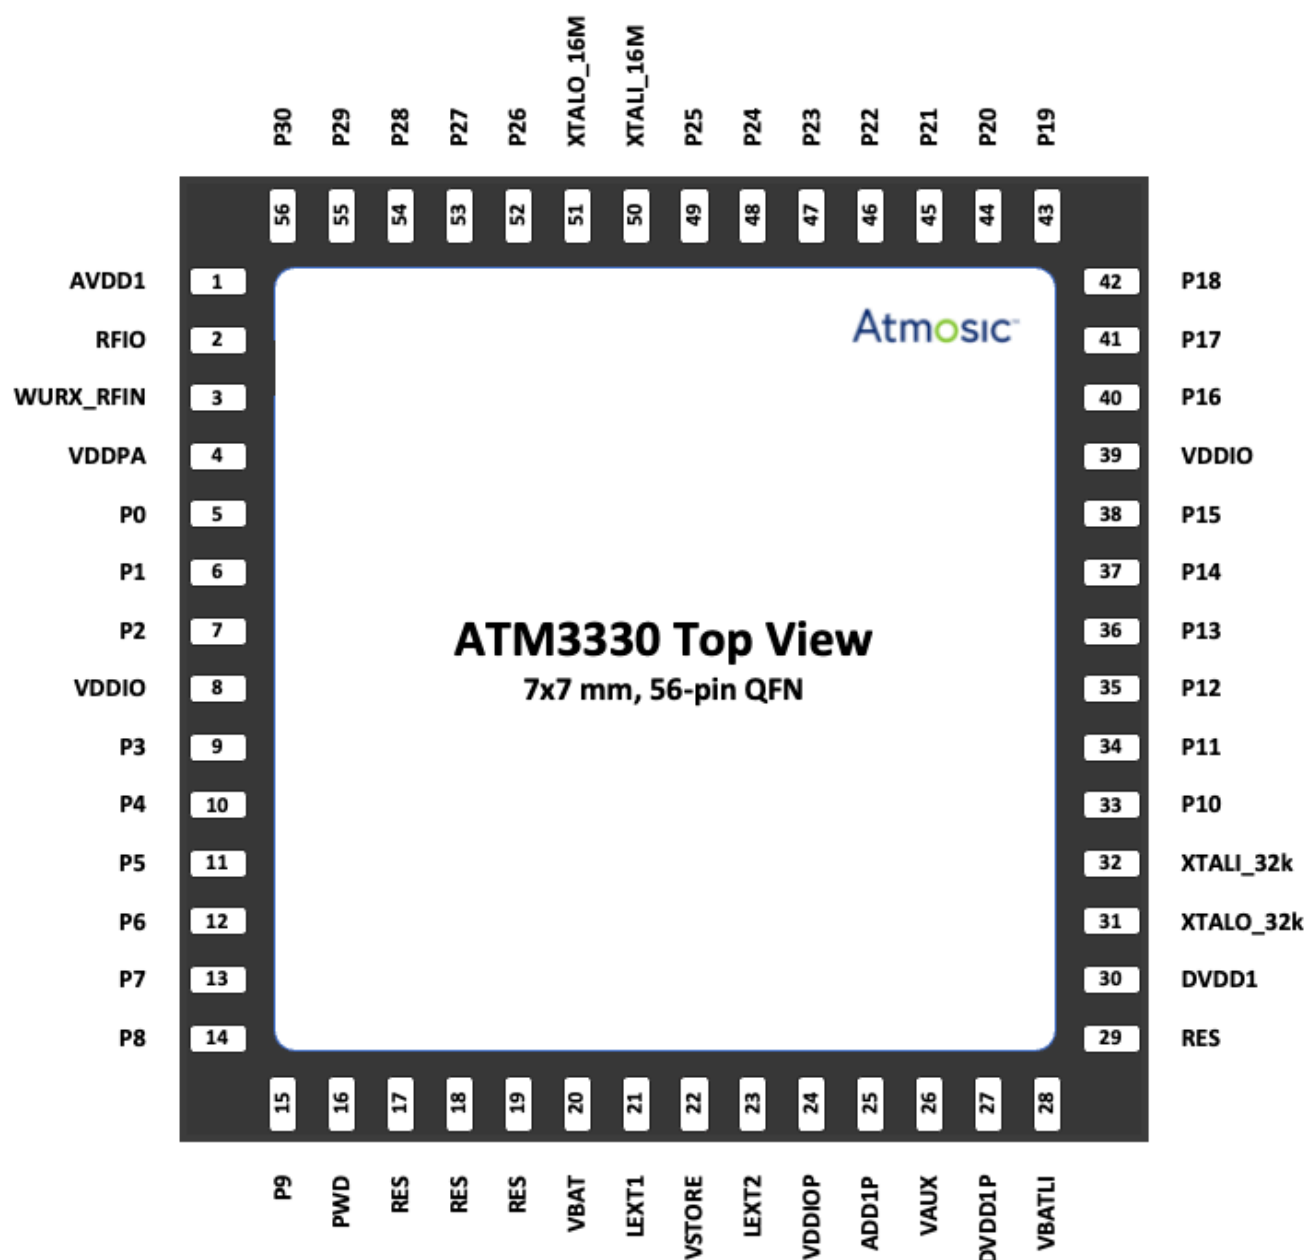 P30 P29 P28 P27 P26 XTALO_16M XTALI_16M P25 P24 P23 P22 P21 P20 P19
56 55 54 53 52 51 50 49 48 47 46 45 44 43
AVDD1 1 42 P18
Atmosic™
RFIO 2 41 P17
WURX_RFIN 3 40 P16
VDDPA 4 39 VDDIO
P0 5 38 P15
P1 6 37 P14
P2 7 36 P13
ATM3330 Top View
7x7 mm, 56-pin QFN
VDDIO 8 35 P12
P3 9 34 P11
P4 10 33 P10
P5 11 32 XTALI_32k
P6 12 31 XTALO_32k
P7 13 30 DVDD1
P8 14 29 RES
15 16 17 18 19 20 21 22 23 24 25 26 27 28
P9 PWD RES RES RES VBAT LEXT1 VSTORE LEXT2 VDDIOP ADD1P VAUX DVDD1P VBATLI